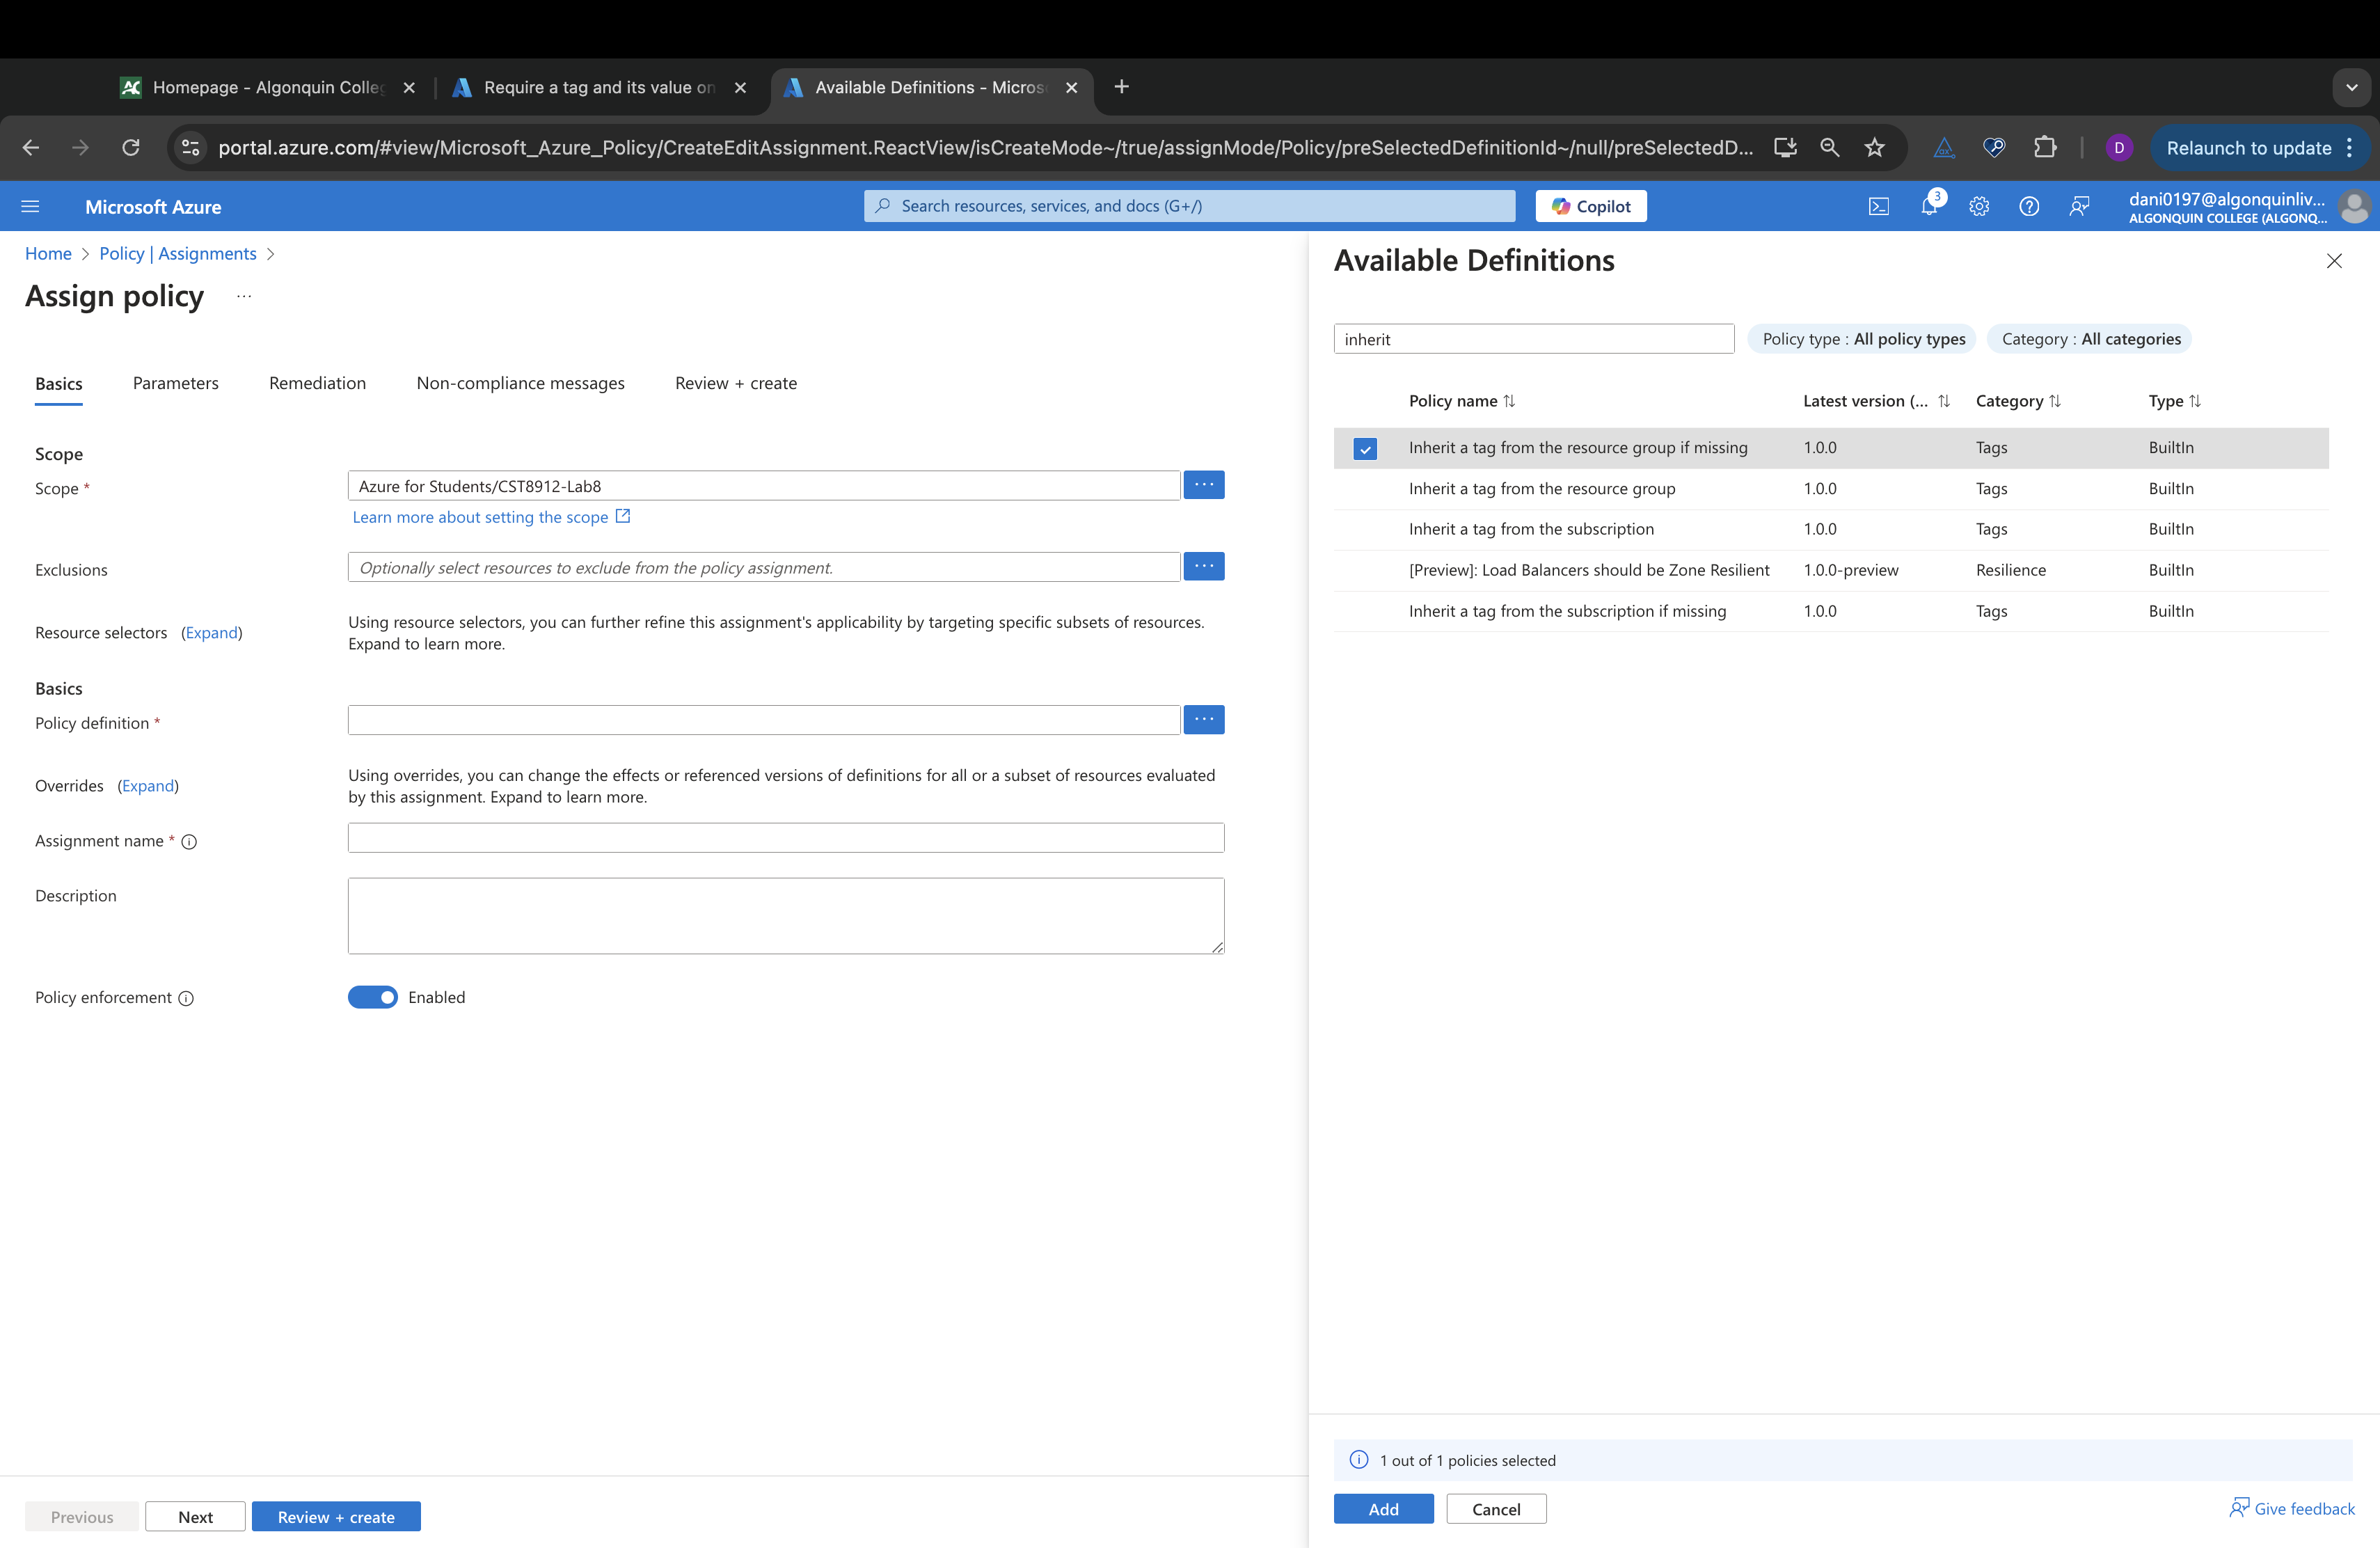 Homepage - Algonquin Colleg
Require a tag and its value on
Available Definitions - Micros
portal.azure.com/#view/Microsoft_Azure_Policy/CreateEditAssignment.ReactView/isCreateMode~/true/assignMode/Policy/preSelectedDefinitionId~/null/preSelectedD...
D
Relaunch to update
Microsoft Azure
Search resources, services, and docs (G+/)
Copilot
3
dani0197@algonquinliv...
ALGONQUIN COLLEGE (ALGONQ...
Home > Policy | Assignments >
Assign policy ...
Basics
Parameters
Remediation
Non-compliance messages
Review + create
Scope
Scope *
Azure for Students/CST8912-Lab8
Learn more about setting the scope
Exclusions
Optionally select resources to exclude from the policy assignment.
Resource selectors (Expand)
Using resource selectors, you can further refine this assignment's applicability by targeting specific subsets of resources.
Expand to learn more.
Basics
Policy definition *
Overrides (Expand)
Using overrides, you can change the effects or referenced versions of definitions for all or a subset of resources evaluated
by this assignment. Expand to learn more.
Assignment name *
Description
Policy enforcement
Enabled
Previous
Next
Review + create
Available Definitions
inherit
Policy type : All policy types
Category : All categories
Policy name Latest version (... Category Type
Inherit a tag from the resource group if missing 1.0.0 Tags BuiltIn
Inherit a tag from the resource group 1.0.0 Tags BuiltIn
Inherit a tag from the subscription 1.0.0 Tags BuiltIn
[Preview]: Load Balancers should be Zone Resilient 1.0.0-preview Resilience BuiltIn
Inherit a tag from the subscription if missing 1.0.0 Tags BuiltIn
1 out of 1 policies selected
Add
Cancel
Give feedback